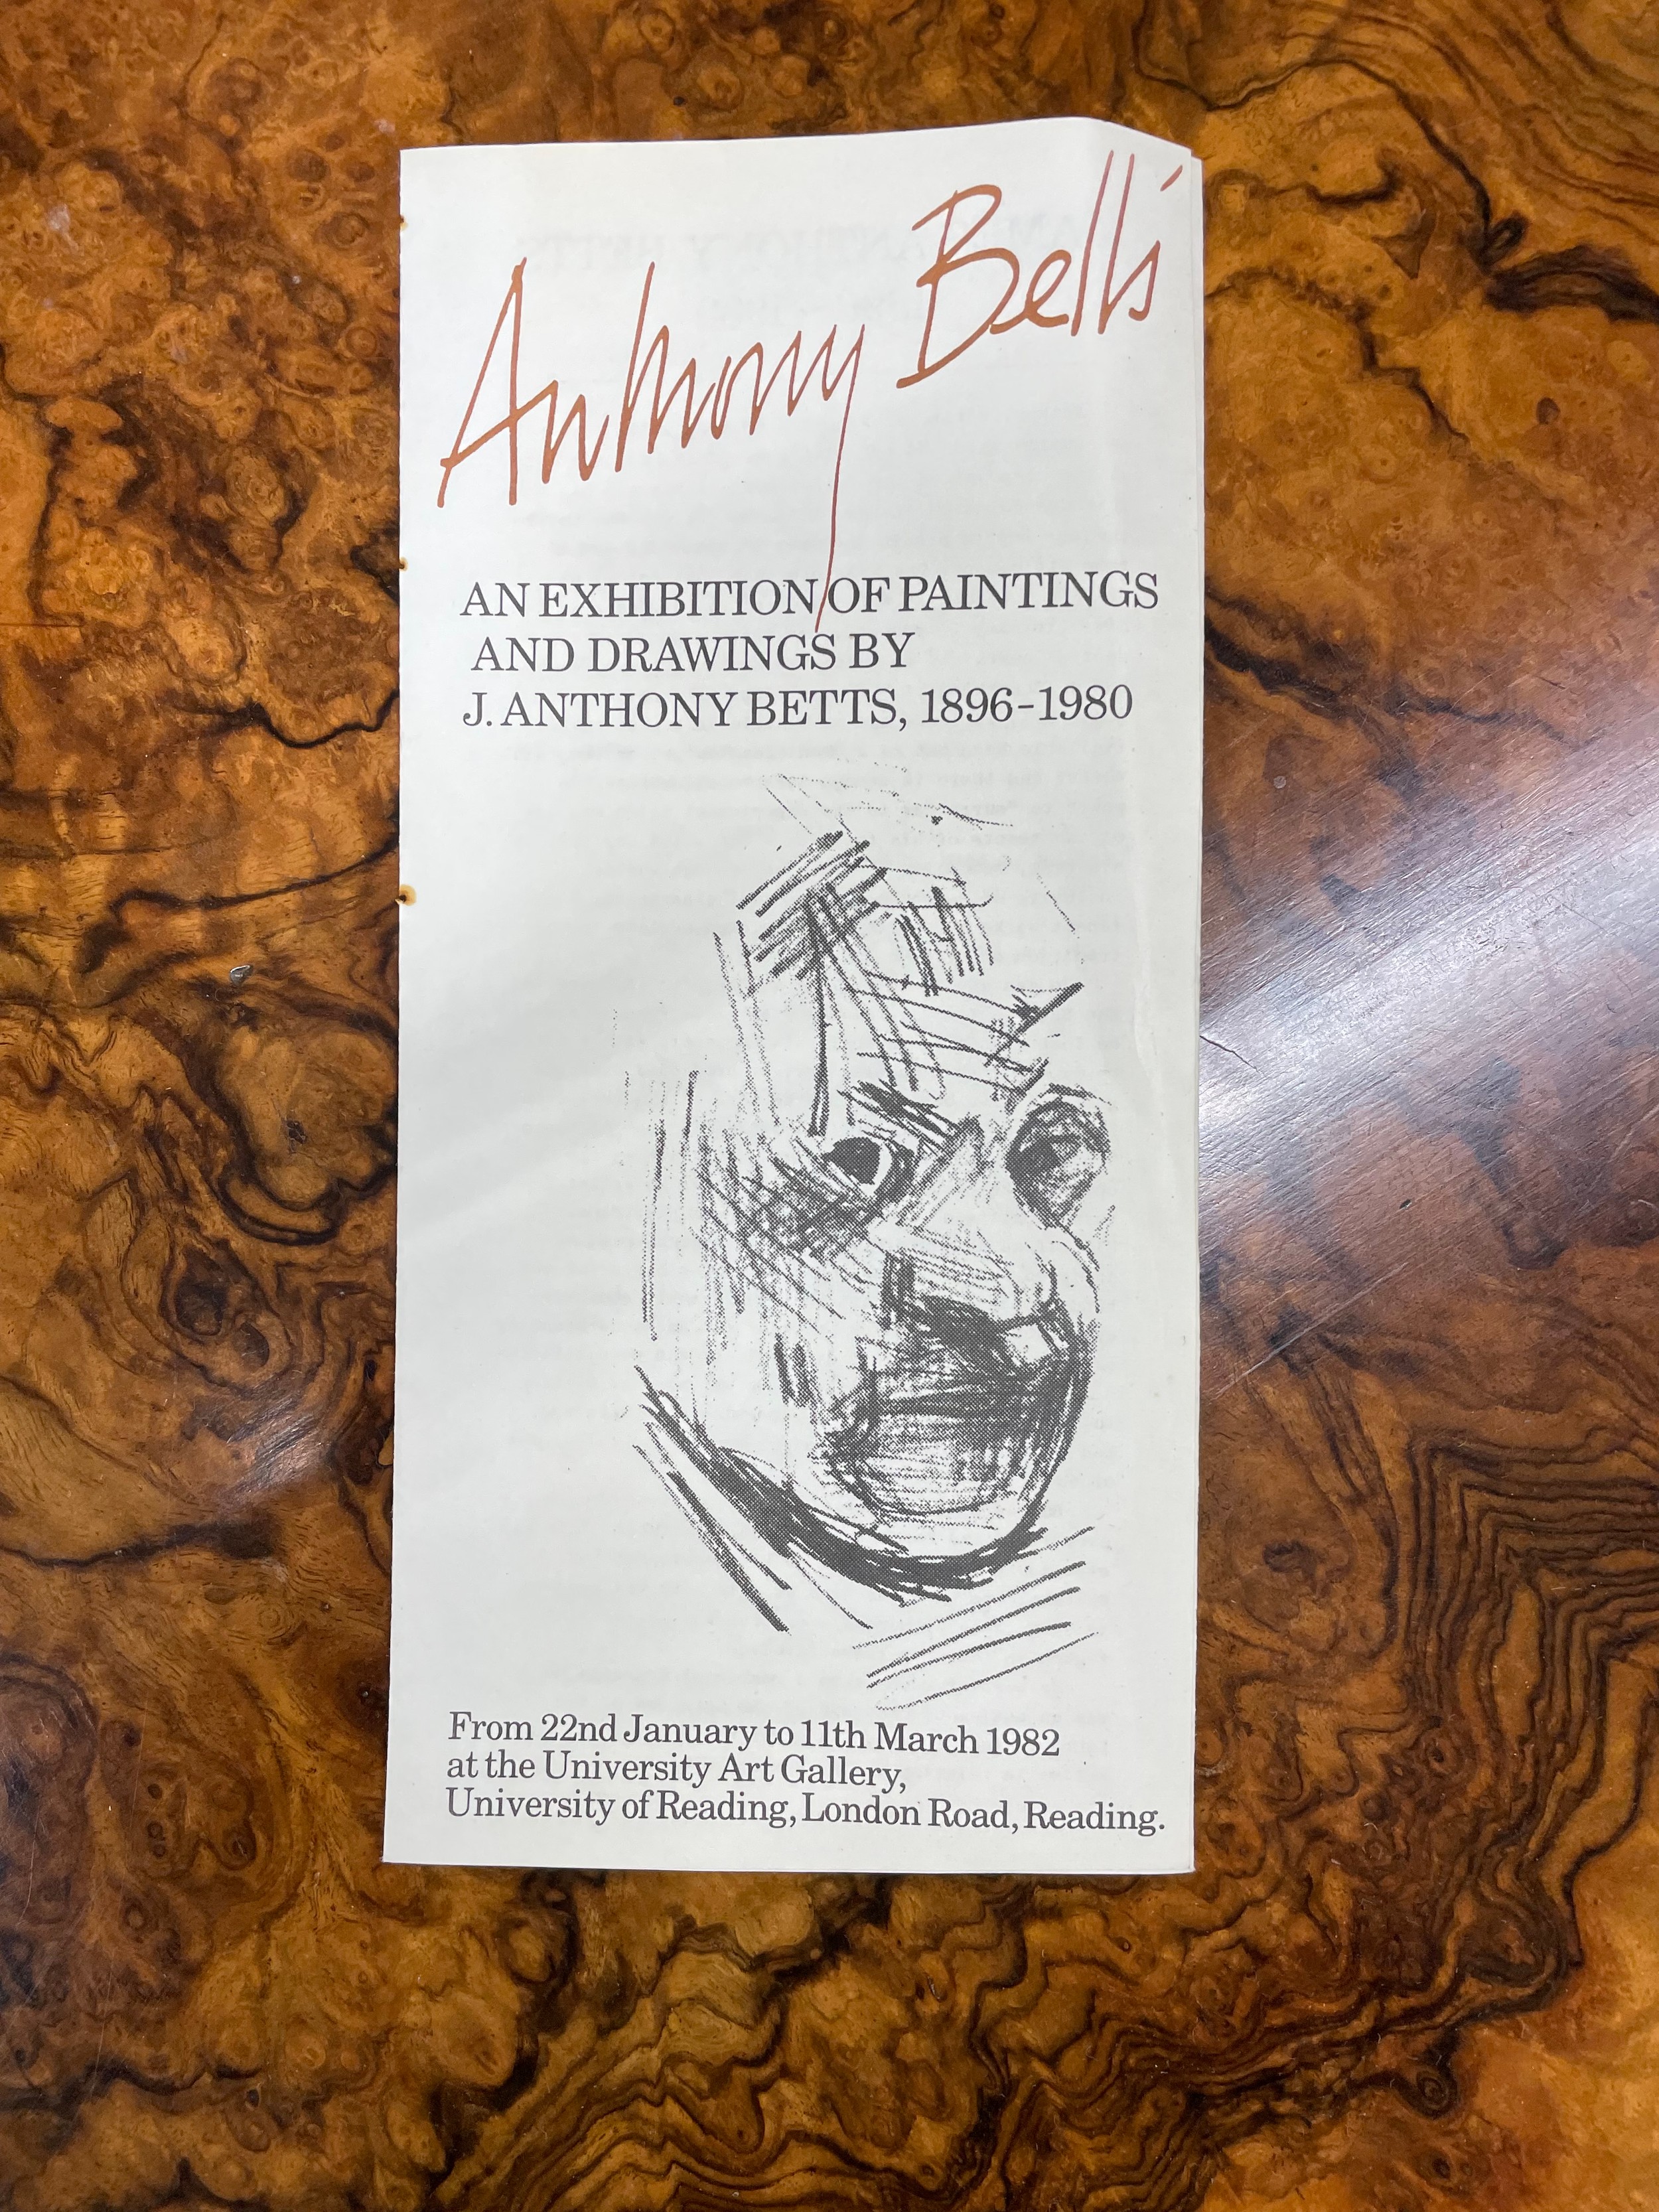 Anthony Betts
AN EXHIBITION OF PAINTINGS
AND DRAWINGS BY
J. ANTHONY BETTS, 1896-1980
From 22nd January to 11th March 1982
at the University Art Gallery,
University of Reading, London Road, Reading.